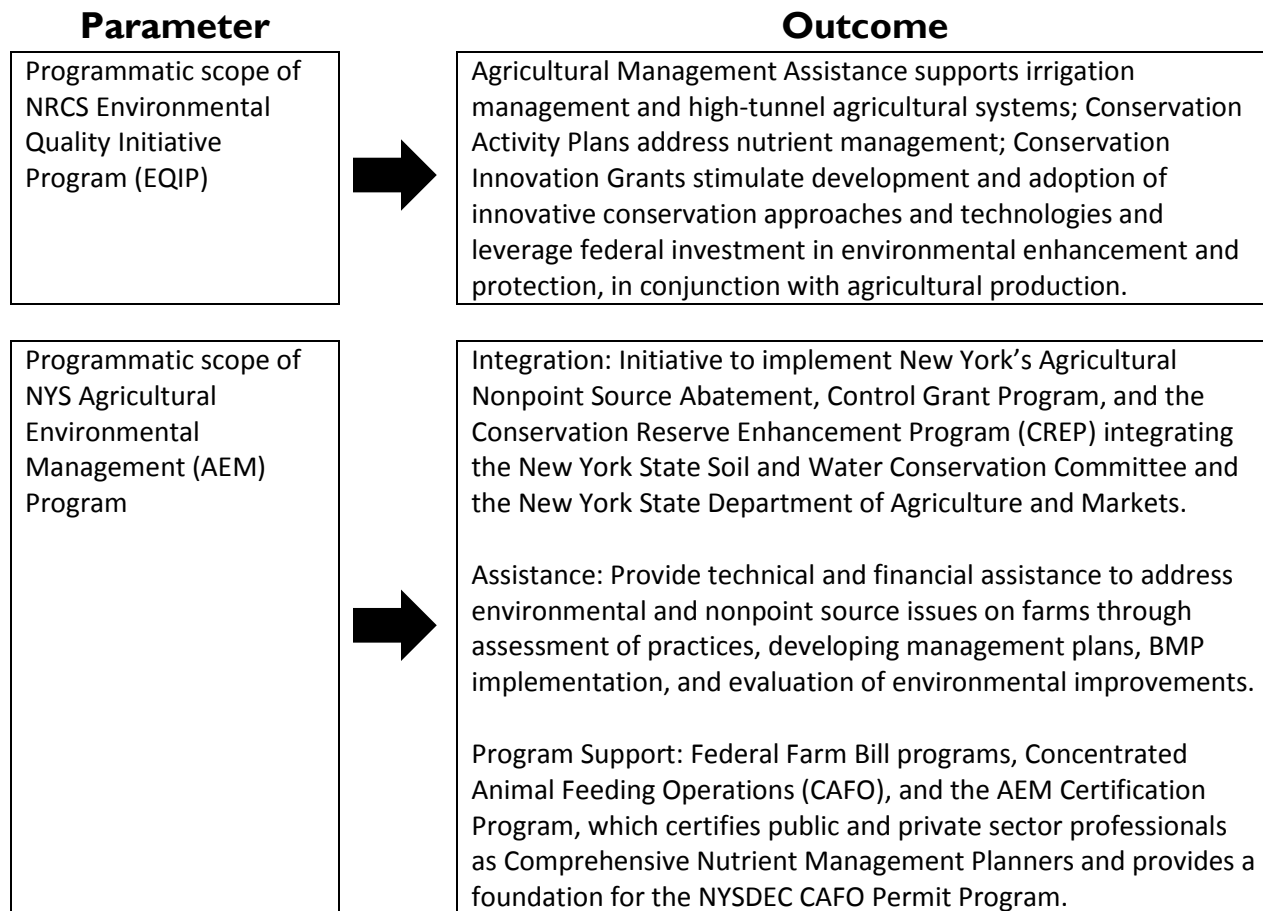 Parameter
Outcome
Programmatic scope of
NRCS Environmental
Quality Initiative
Program (EQIP)
Agricultural Management Assistance supports irrigation
management and high-tunnel agricultural systems; Conservation
Activity Plans address nutrient management; Conservation
Innovation Grants stimulate development and adoption of
innovative conservation approaches and technologies and
leverage federal investment in environmental enhancement and
protection, in conjunction with agricultural production.
Programmatic scope of
NYS Agricultural
Environmental
Management (AEM)
Program
Integration: Initiative to implement New York’s Agricultural
Nonpoint Source Abatement, Control Grant Program, and the
Conservation Reserve Enhancement Program (CREP) integrating
the New York State Soil and Water Conservation Committee and
the New York State Department of Agriculture and Markets.
Assistance: Provide technical and financial assistance to address
environmental and nonpoint source issues on farms through
assessment of practices, developing management plans, BMP
implementation, and evaluation of environmental improvements.
Program Support: Federal Farm Bill programs, Concentrated
Animal Feeding Operations (CAFO), and the AEM Certification
Program, which certifies public and private sector professionals
as Comprehensive Nutrient Management Planners and provides a
foundation for the NYSDEC CAFO Permit Program.